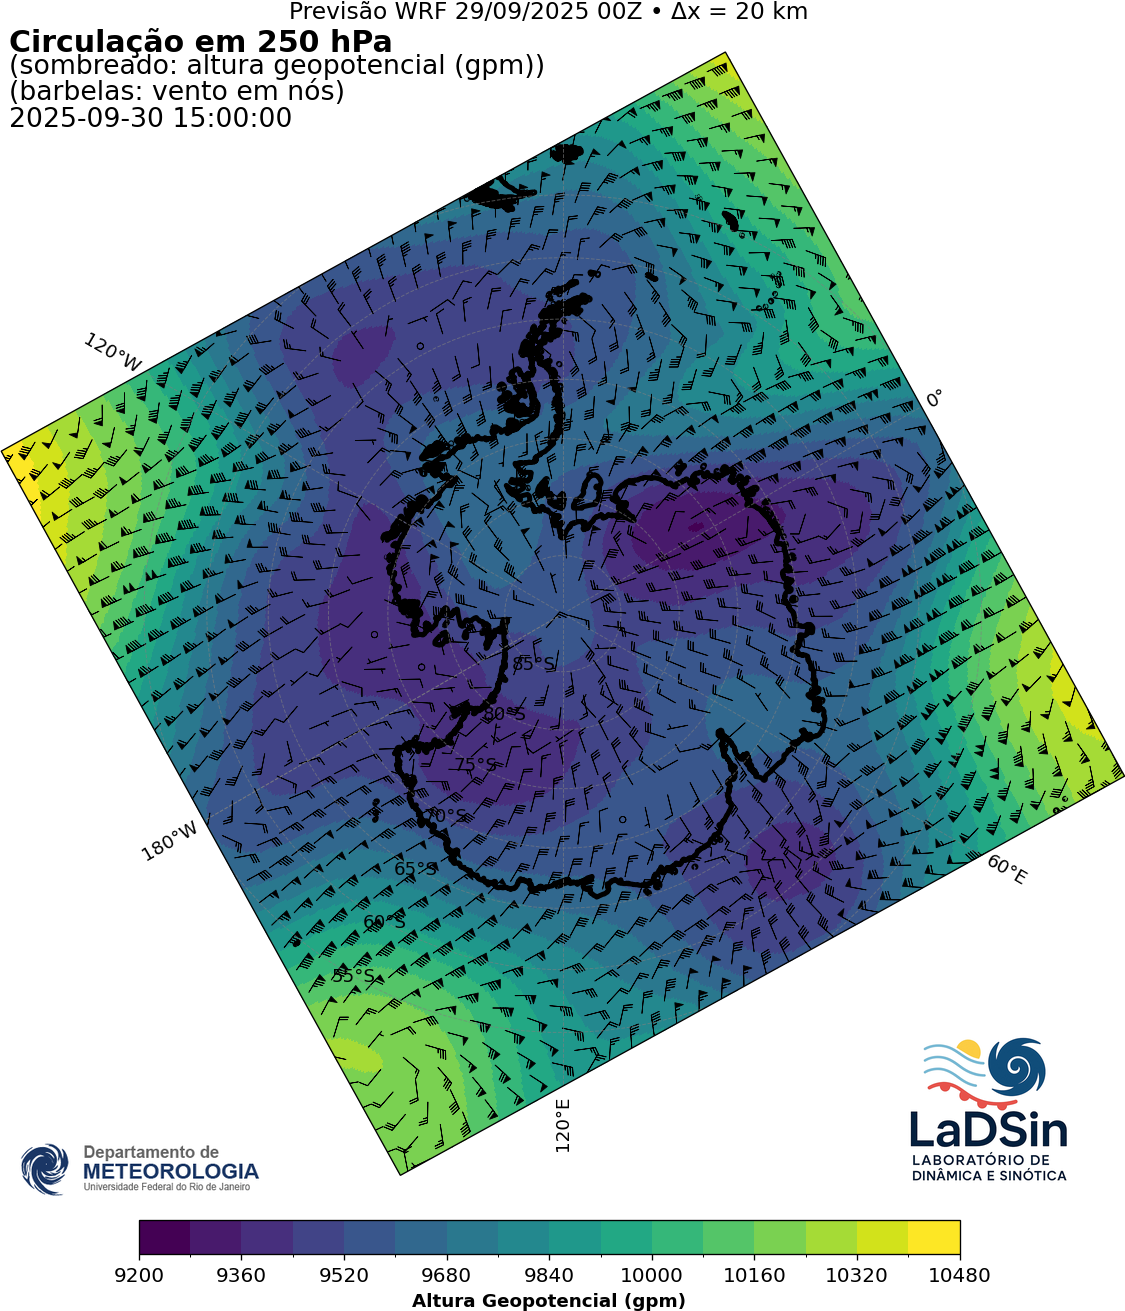 Previsão WRF 29/09/2025 00Z • Δx = 20 km
Circulação em 250 hPa
(sombreado: altura geopotencial (gpm))
(barbelas: vento em nós)
2025-09-30 15:00:00
120°W
0°
85°S
80°S
75°S
70°S
180°W
65°S
60°E
60°S
55°S
120°E
LaDSin
LABORATÓRIO DE
DINÂMICA E SINÓTICA
Departamento de
METEOROLOGIA
Universidade Federal do Rio de Janeiro
9200 9360 9520 9680 9840 10000 10160 10320 10480
Altura Geopotencial (gpm)